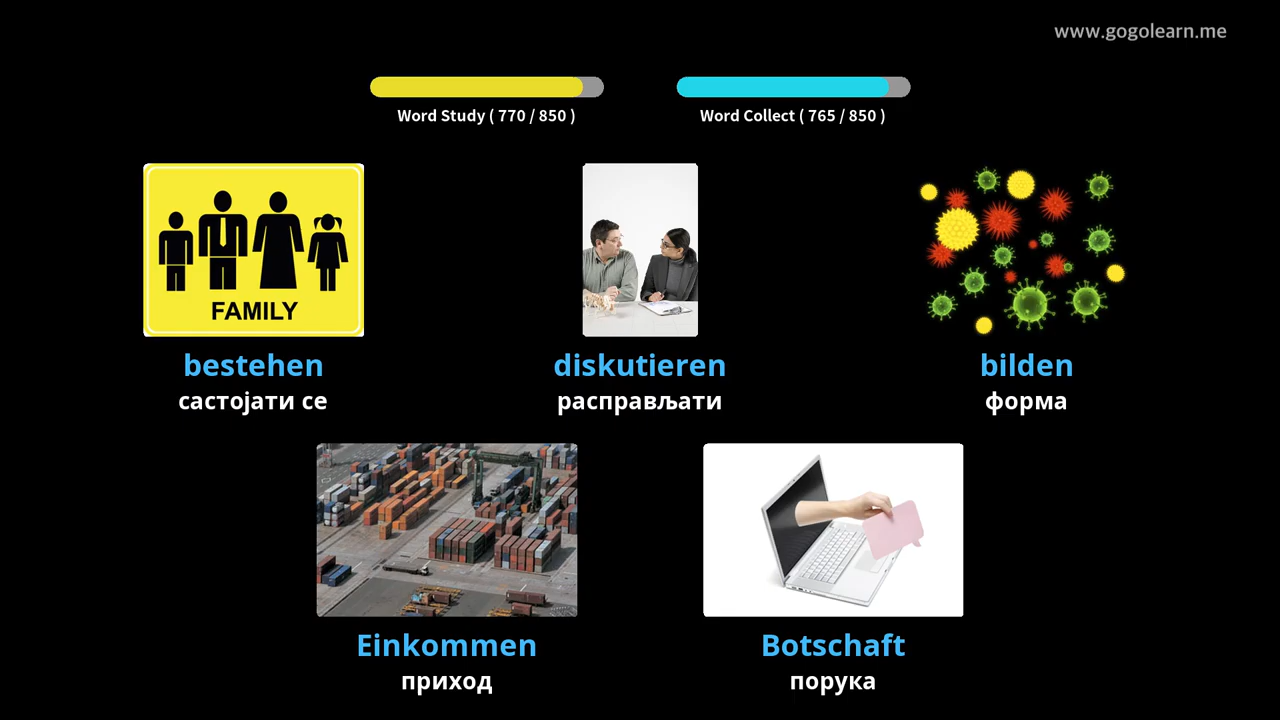 www.gogolearn.me
Word Study ( 770 / 850 )
Word Collect ( 765 / 850 )
FAMILY
bestehen
састојати се
diskutieren
расправљати
bilden
форма
Einkommen
приход
Botschaft
порука